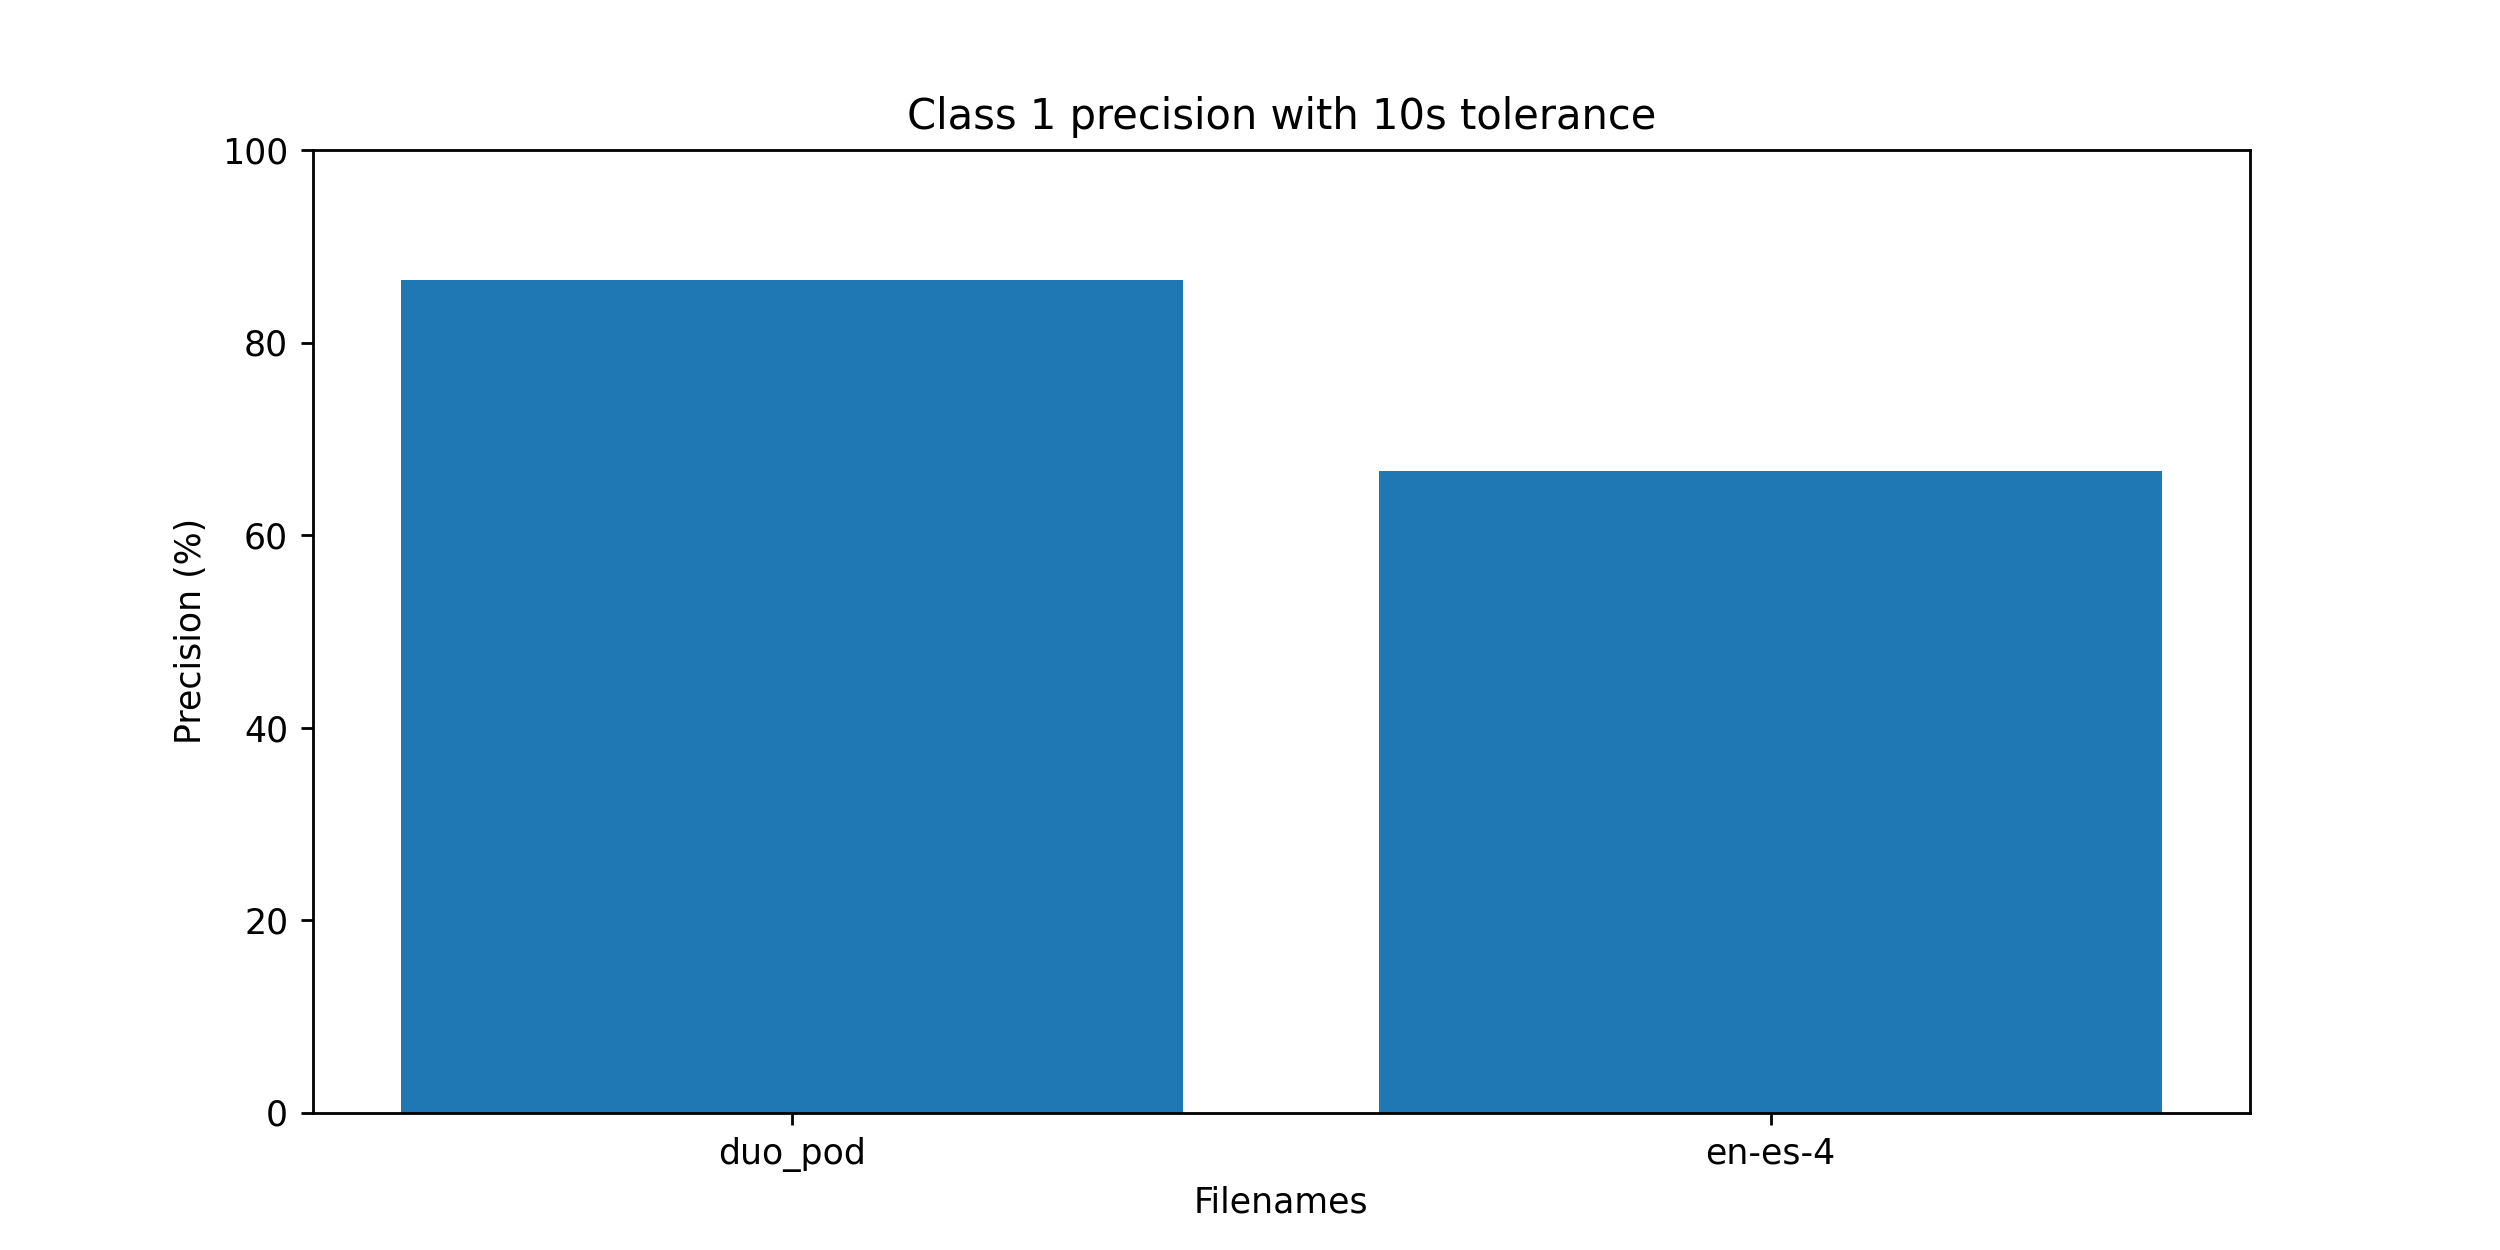 Class 1 precision with 10s tolerance
100
80
60
40
20
0
Precision (%)
duo_pod
en-es-4
Filenames